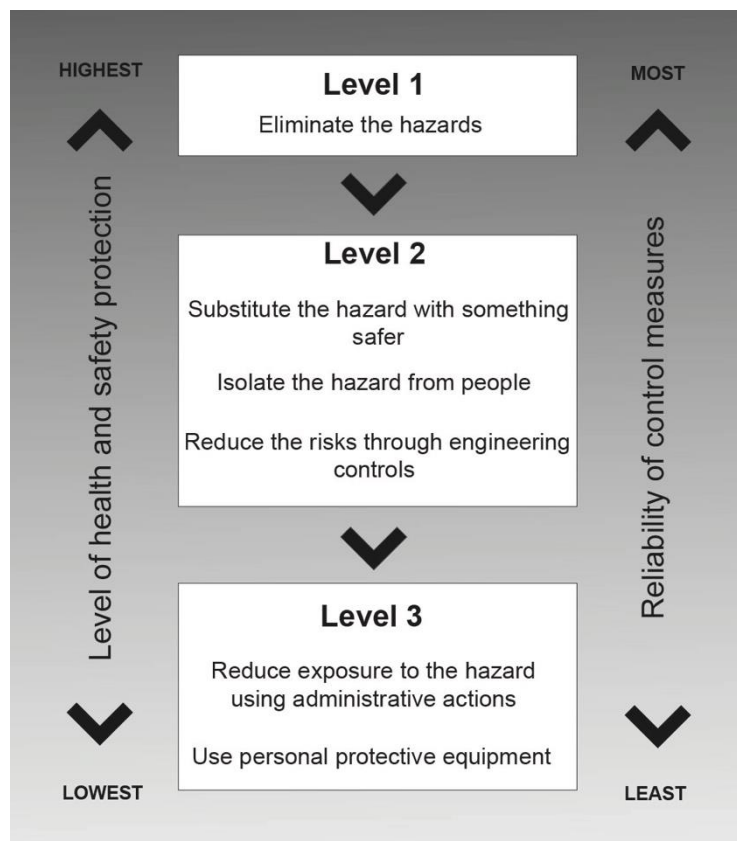 HIGHEST
MOST
Level 1
Eliminate the hazards
Level of health and safety protection
Level 2
Substitute the hazard with something
safer
Isolate the hazard from people
Reduce the risks through engineering
controls
Reliability of control measures
Level 3
Reduce exposure to the hazard
using administrative actions
Use personal protective equipment
LOWEST
LEAST